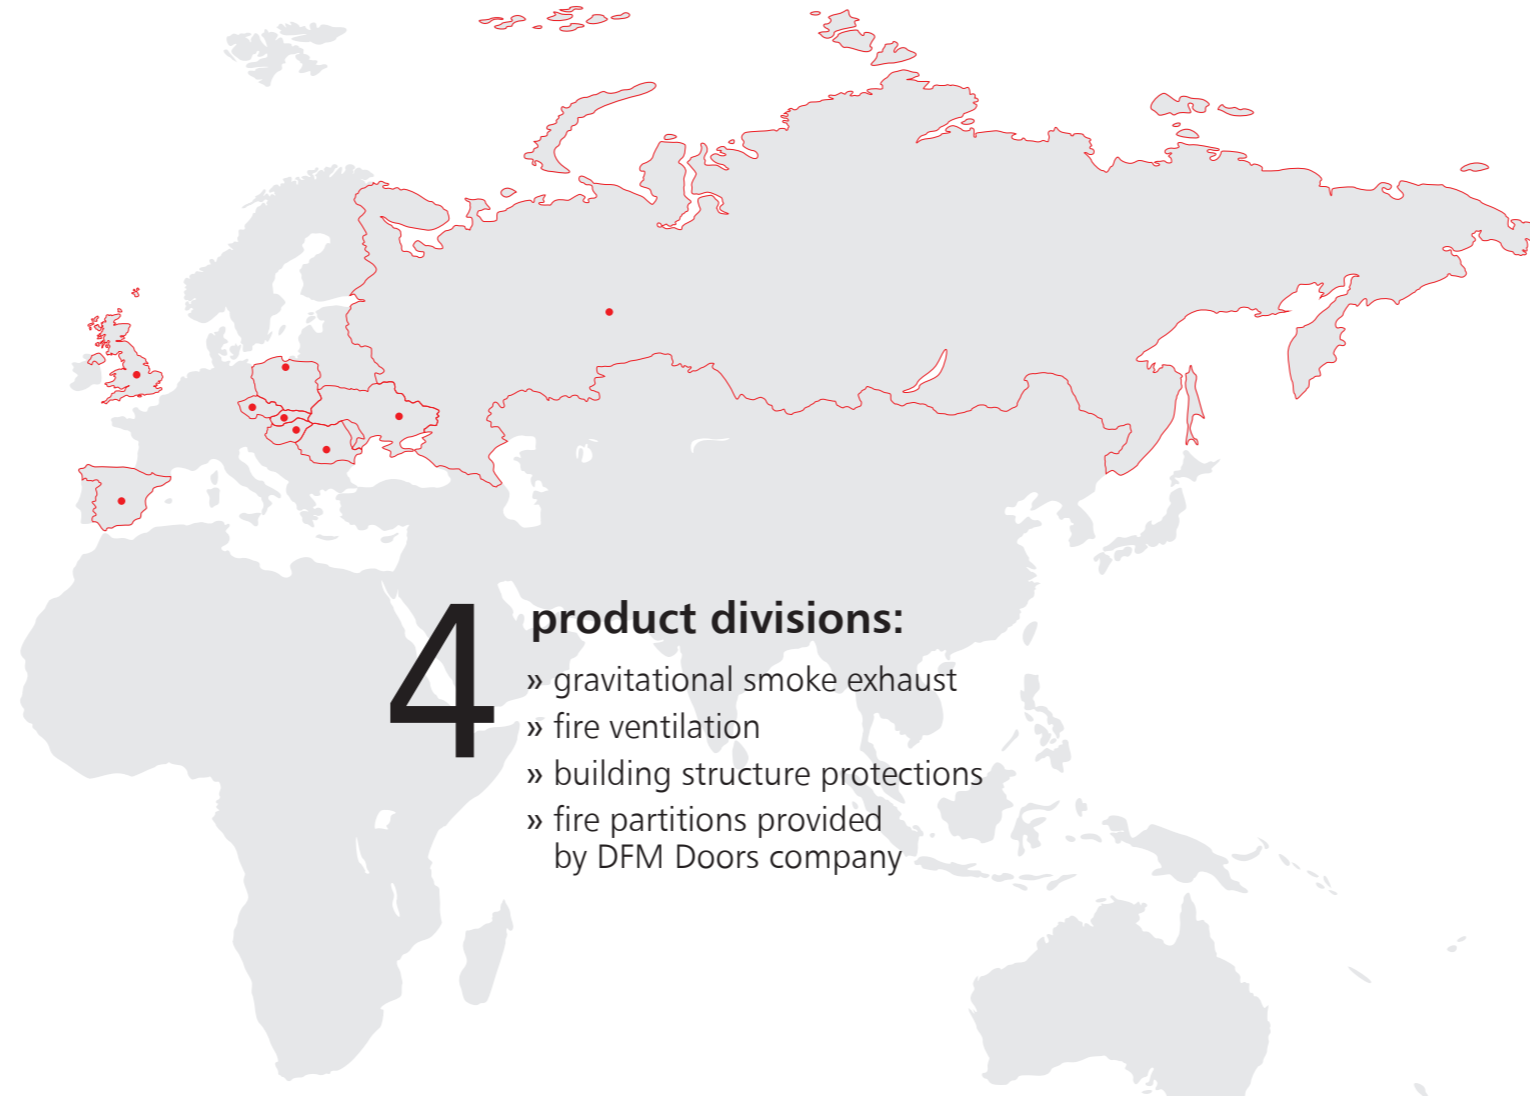 4
product divisions:
» gravitational smoke exhaust
» fire ventilation
» building structure protections
» fire partitions provided
by DFM Doors company